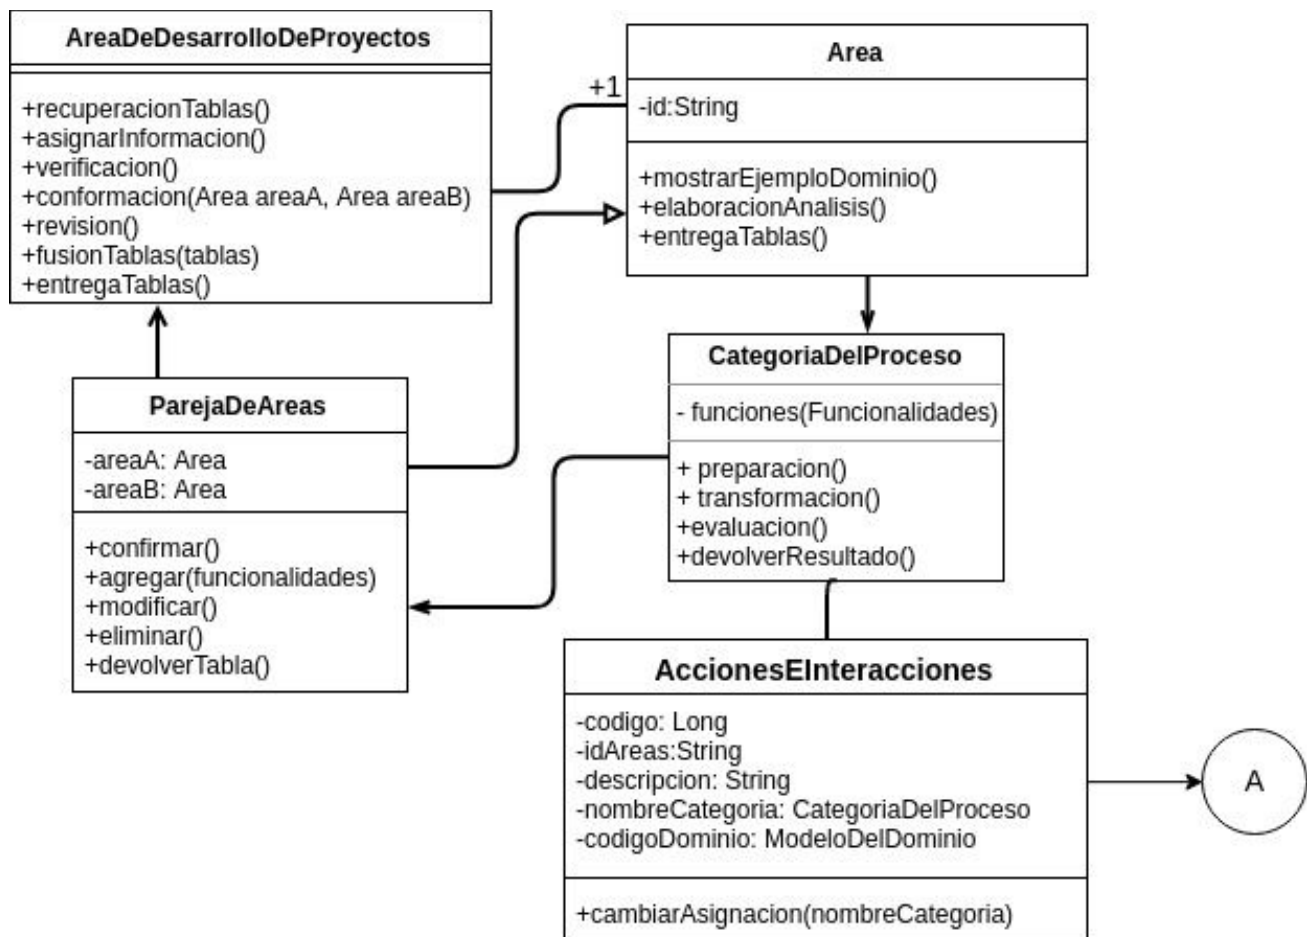 AreaDeDesarrolloDeProyectos
+recuperacionTablas()
+asignarInformacion()
+verificacion()
+conformacion(Area areaA, Area areaB)
+revision()
+fusionTablas(tablas)
+entregaTablas()
+1
Area
-id:String
+mostrarEjemploDominio()
+elaboracionAnalisis()
+entregaTablas()
ParejaDeAreas
-areaA: Area
-areaB: Area
+confirmar()
+agregar(funcionalidades)
+modificar()
+eliminar()
+devolverTabla()
CategoriaDelProceso
- funciones(Funcionalidades)
+ preparacion()
+ transformacion()
+evaluacion()
+devolverResultado()
AccionesEInteracciones
-codigo: Long
-idAreas:String
-descripcion: String
-nombreCategoria: CategoriaDelProceso
-codigoDominio: ModeloDelDominio
+cambiarAsignacion(nombreCategoria)
A